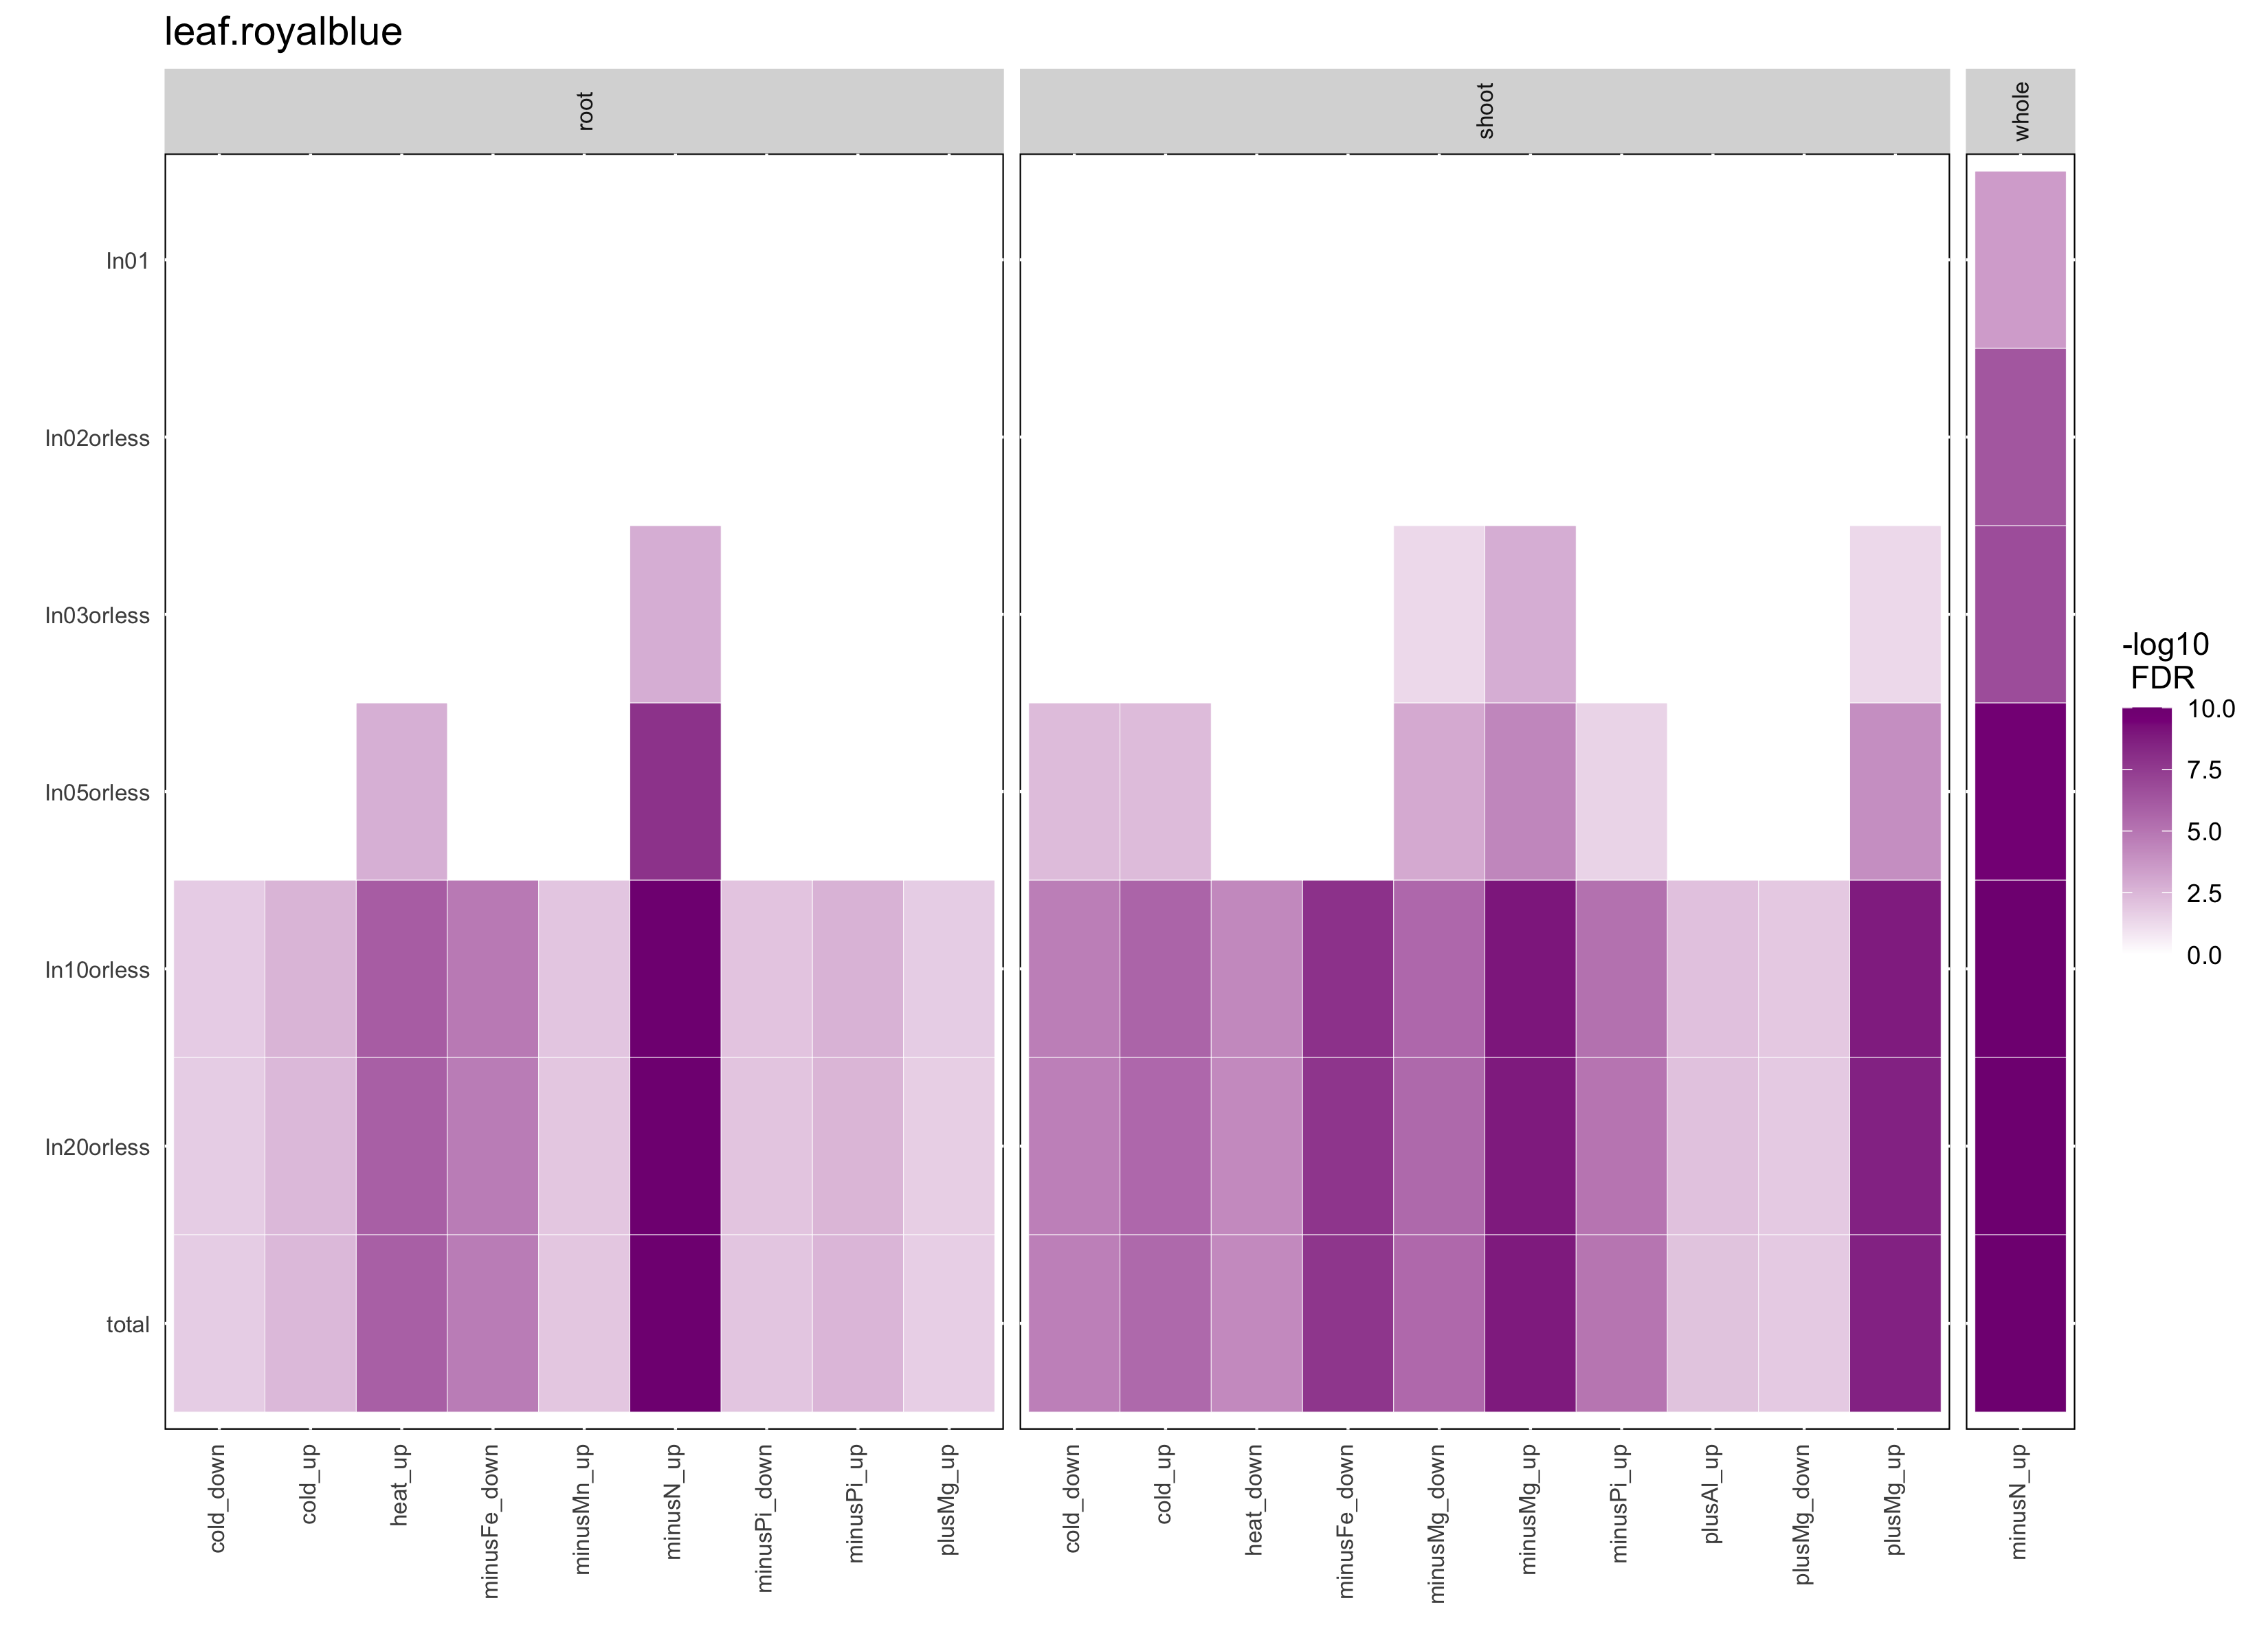 leaf.royalblue
root
shoot
whole
In01
In02orless
In03orless
In05orless
In10orless
In20orless
total
cold_down
cold_up
heat_up
minusFe_down
minusMn_up
minusN_up
minusPi_down
minusPi_up
plusMg_up
cold_down
cold_up
heat_down
minusFe_down
minusMg_down
minusMg_up
minusPi_up
plusAl_up
plusMg_down
plusMg_up
minusN_up
-log10
FDR
10.0
7.5
5.0
2.5
0.0